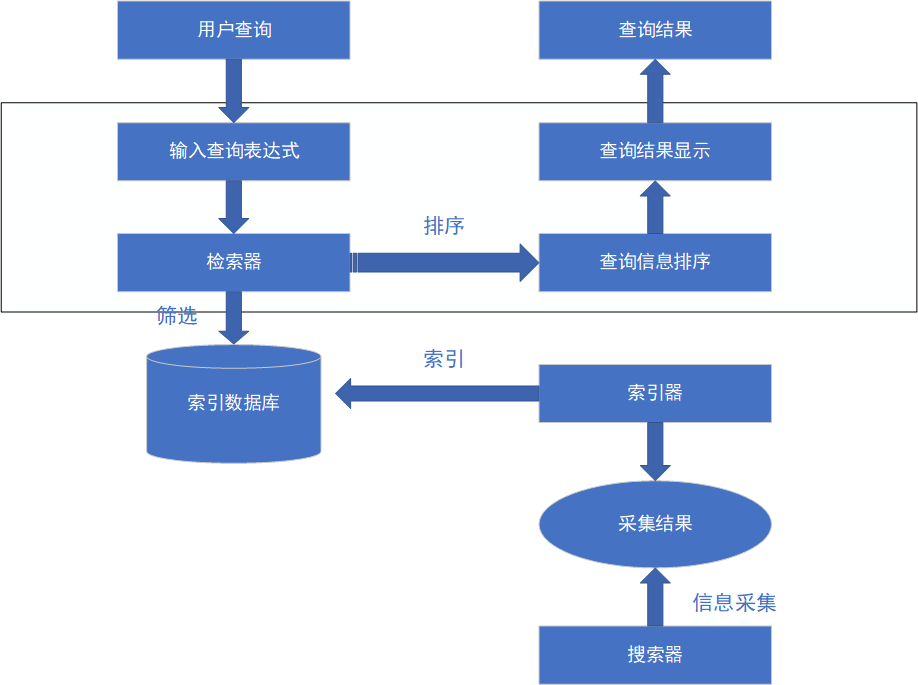 用户查询
查询结果
输入查询表达式
查询结果显示
排序
检索器
查询信息排序
筛选
索引
索引数据库
索引器
采集结果
信息采集
搜索器